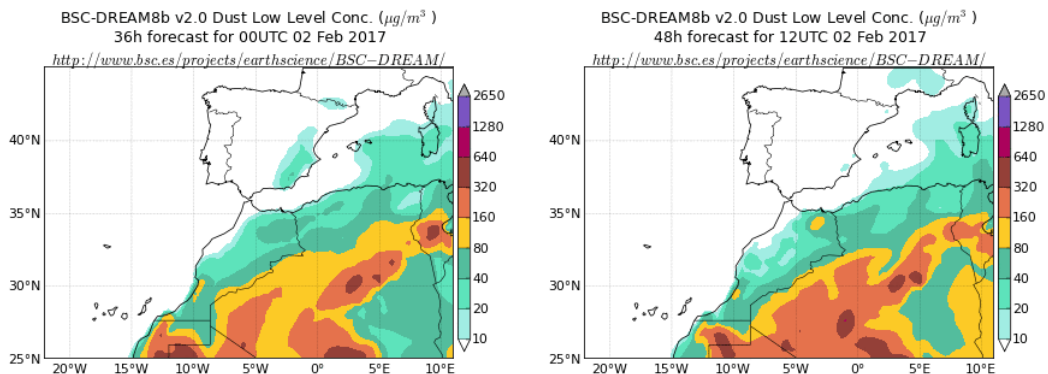 BSC-DREAM8b v2.0 Dust Low Level Conc. (μg/m³ )
36h forecast for 00UTC 02 Feb 2017
http://www.bsc.es/projects/earthscience/BSC−DREAM/
40°N
35°N
30°N
25°N
20°W
15°W
10°W
5°W
0°
5°E
10°E
2650
1280
640
320
160
80
40
20
10
BSC-DREAM8b v2.0 Dust Low Level Conc. (μg/m³ )
48h forecast for 12UTC 02 Feb 2017
http://www.bsc.es/projects/earthscience/BSC−DREAM/
40°N
35°N
30°N
25°N
20°W
15°W
10°W
5°W
0°
5°E
10°E
2650
1280
640
320
160
80
40
20
10